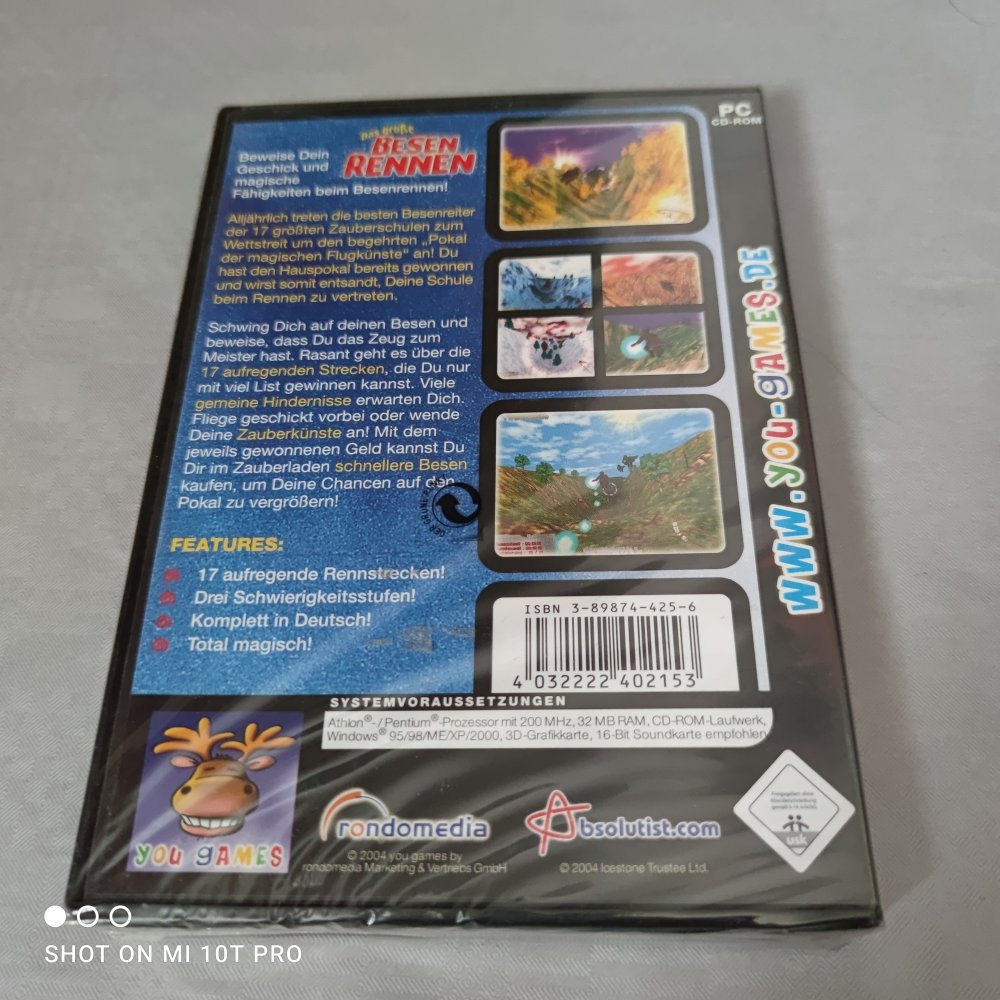 PC
CD-ROM
Das große
BESEN
RENNEN
Beweise Dein
Geschick und
magische
Fähigkeiten beim Besenrennen!
Alljährlich treten die besten Besenreiter
der 17 größten Zauberschulen zum
Wettstreit um den begehrten „Pokal
der magischen Flugkünste" an! Du
hast den Hauspokal bereits gewonnen
und wirst somit entsandt, Deine Schule
beim Rennen zu vertreten.
Schwing Dich auf deinen Besen und
beweise, dass Du das Zeug zum
Meister hast. Rasant geht es über die
17 aufregenden Strecken, die Du nur
mit viel List gewinnen kannst. Viele
gemeine Hindernisse erwarten Dich.
Fliege geschickt vorbei oder wende
Deine Zauberkünste an! Mit dem
jeweils gewonnenen Geld kannst Du
Dir im Zauberladen schnellere Besen
kaufen, um Deine Chancen auf den
Pokal zu vergrößern!
FEATURES:
17 aufregende Rennstrecken!
Drei Schwierigkeitsstufen!
Komplett in Deutsch!
Total magisch!
www.you-games.de
ISBN 3-89874-425-6
4 032222 402153
SYSTEMVORAUSSETZUNGEN
Athlon®-/Pentium®-Prozessor mit 200 MHz, 32 MB RAM, CD-ROM-Laufwerk,
Windows® 95/98/ME/XP/2000, 3D-Grafikkarte, 16-Bit Soundkarte empfohlen
YOU GAMES
rondomedia
© 2004 you games by
rondomedia Marketing & Vertriebs GmbH
Absolutist.com
© 2004 Icestone Trustee Ltd.
Freigegeben ohne
Altersbeschränkung
usk
SHOT ON MI 10T PRO